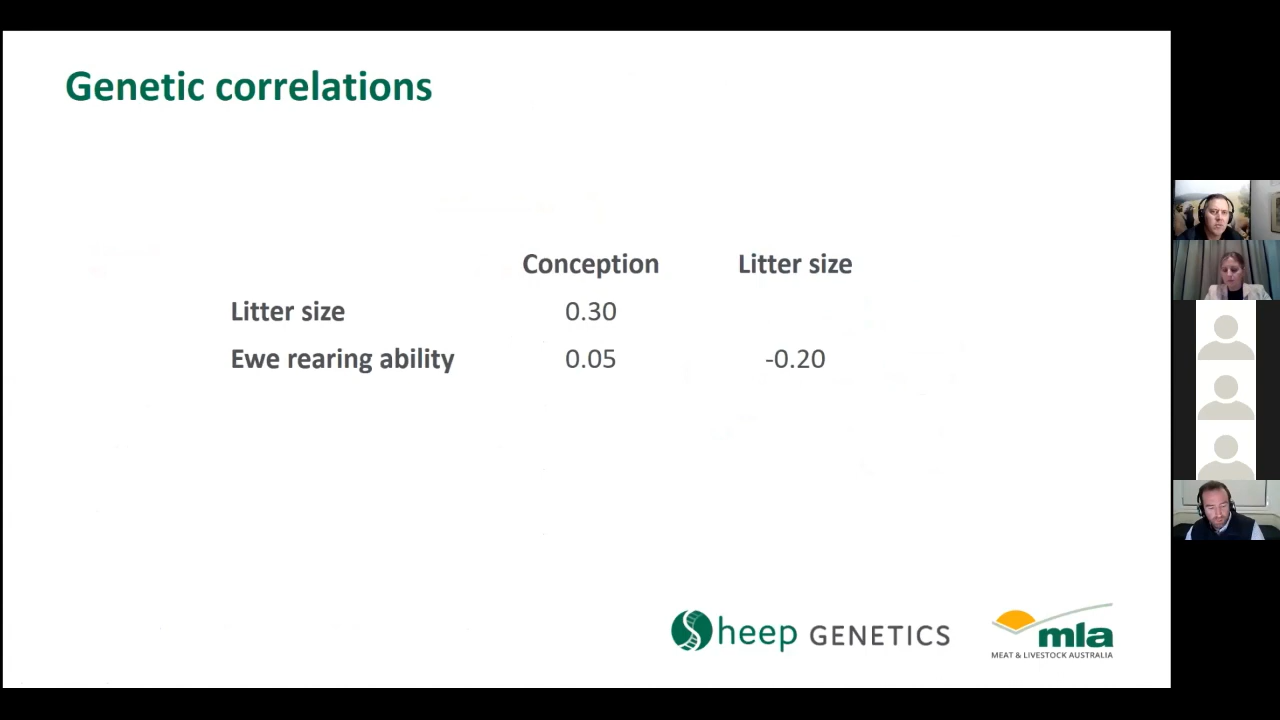 Genetic correlations
Conception Litter size
Litter size 0.30
Ewe rearing ability 0.05 -0.20
Sheep GENETICS
mla
MEAT & LIVESTOCK AUSTRALIA